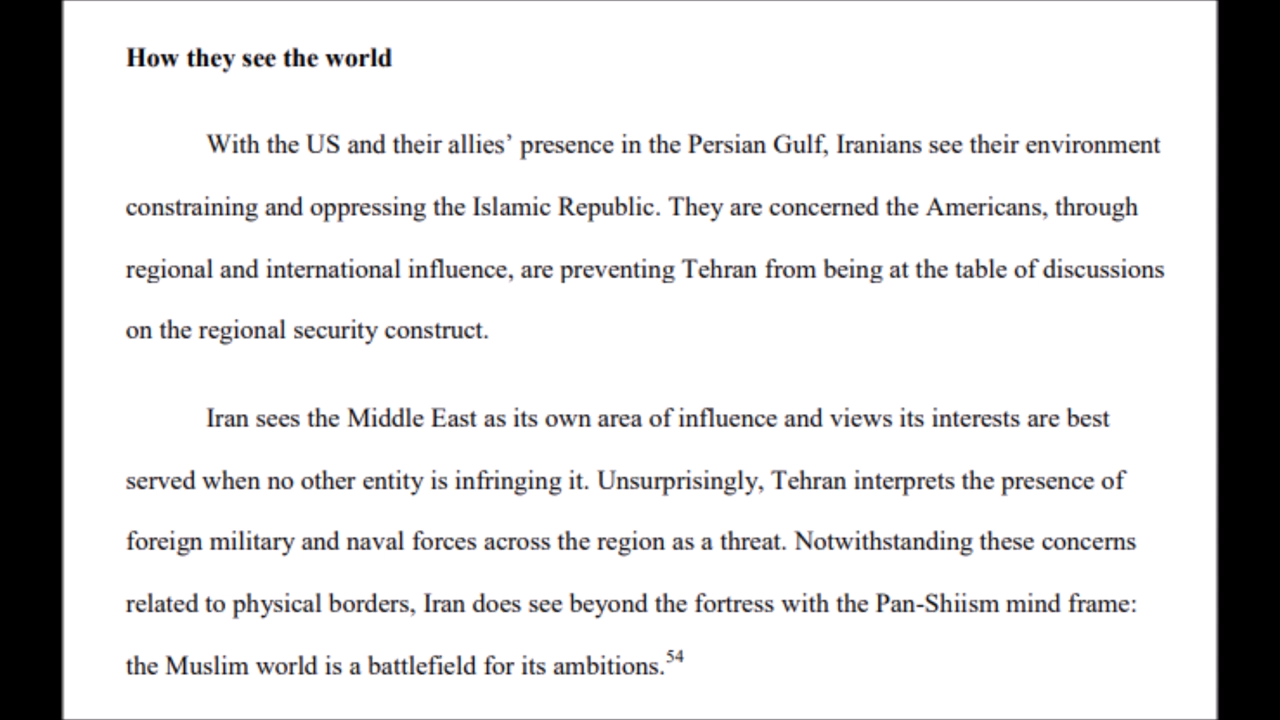 How they see the world
With the US and their allies’ presence in the Persian Gulf, Iranians see their environment
constraining and oppressing the Islamic Republic. They are concerned the Americans, through
regional and international influence, are preventing Tehran from being at the table of discussions
on the regional security construct.
Iran sees the Middle East as its own area of influence and views its interests are best
served when no other entity is infringing it. Unsurprisingly, Tehran interprets the presence of
foreign military and naval forces across the region as a threat. Notwithstanding these concerns
related to physical borders, Iran does see beyond the fortress with the Pan-Shiism mind frame:
the Muslim world is a battlefield for its ambitions.54